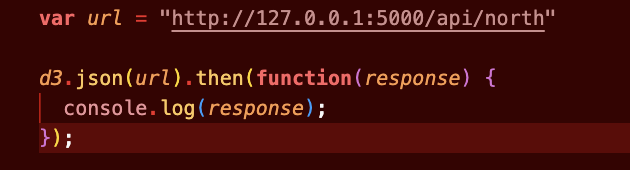 var url = "http://127.0.0.1:5000/api/north"
d3.json(url).then(function(response) {
  console.log(response);
});